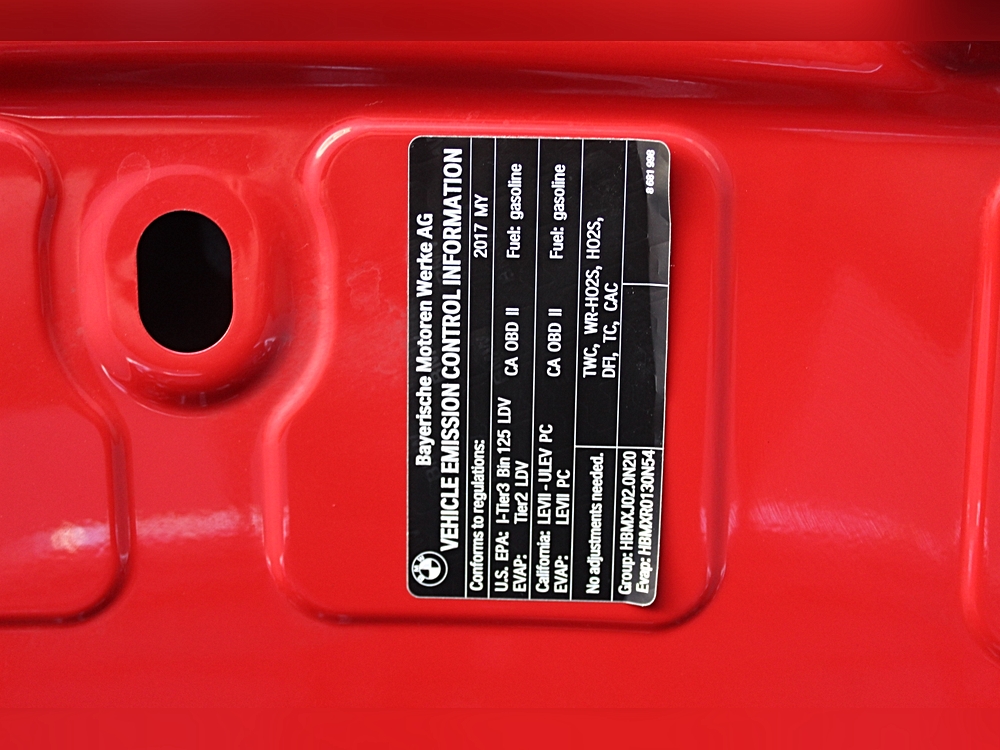 Bayerische Motoren Werke AG
VEHICLE EMISSION CONTROL INFORMATION
Conforms to regulations: 2017 MY
U.S. EPA: I-Tier3 Bin 125 LDV CA OBD II Fuel: gasoline
EVAP: Tier2 LDV
California: LEVII - ULEV PC CA OBD II Fuel: gasoline
EVAP: LEVII PC
No adjustments needed. TWC, WR-HO2S, HO2S,
DFI, TC, CAC
Group: HBMXJ02.0N20
Evap: HBMXR0130N54
8 681 998